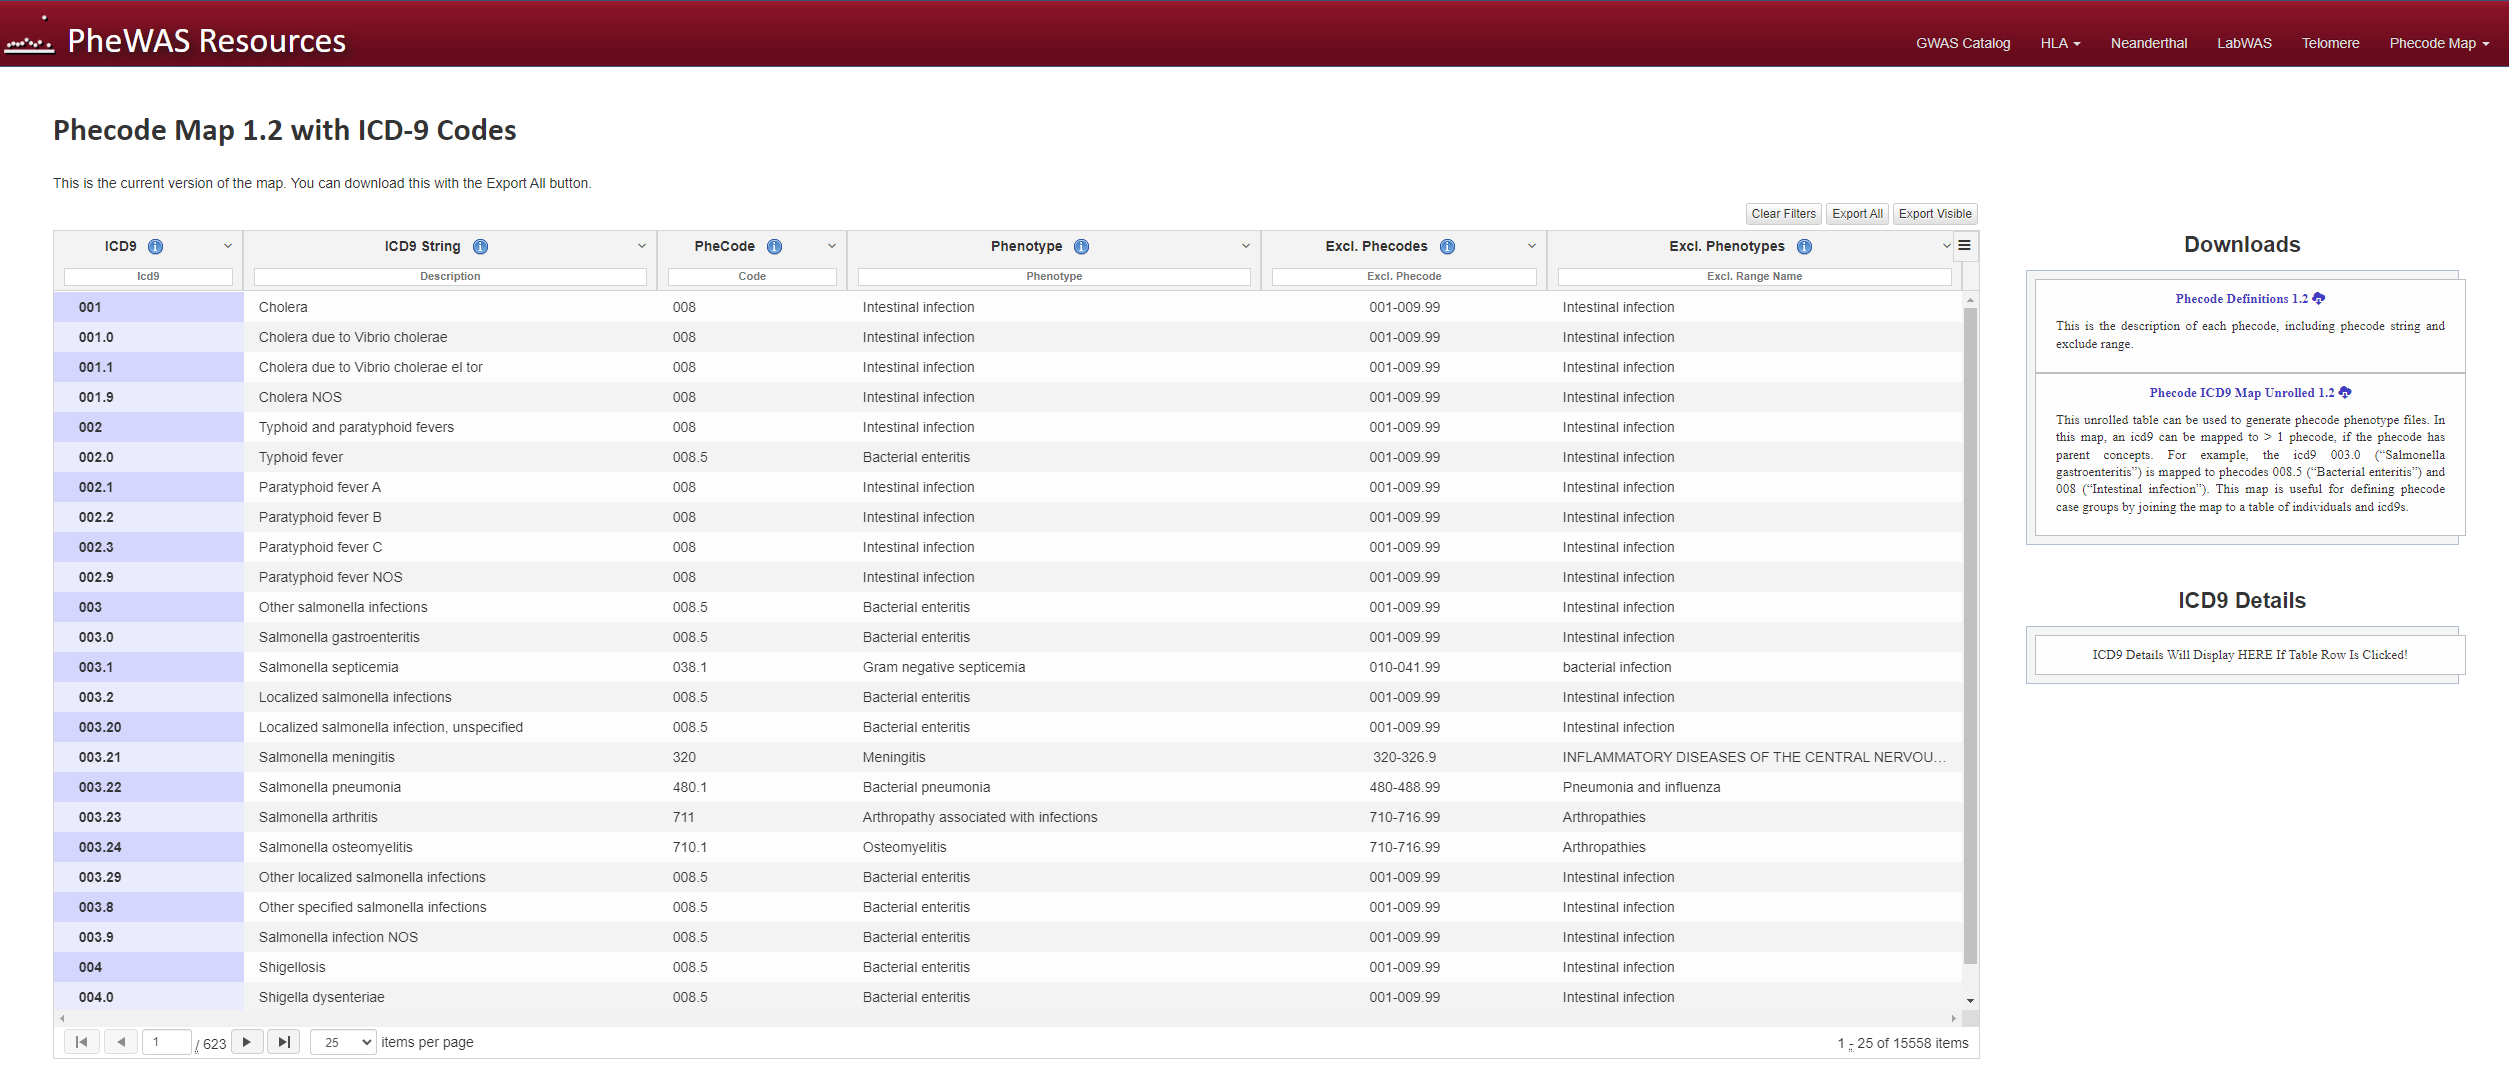 PheWAS Resources
GWAS Catalog HLA Neanderthal LabWAS Telomere Phecode Map
Phecode Map 1.2 with ICD-9 Codes
This is the current version of the map. You can download this with the Export All button.
Clear Filters Export All Export Visible
ICD9 ICD9 String PheCode Phenotype Excl. Phecodes Excl. Phenotypes
Icd9 Description Code Phenotype Excl. Phecode Excl. Range Name
001 Cholera 008 Intestinal infection 001-009.99 Intestinal infection
001.0 Cholera due to Vibrio cholerae 008 Intestinal infection 001-009.99 Intestinal infection
001.1 Cholera due to Vibrio cholerae el tor 008 Intestinal infection 001-009.99 Intestinal infection
001.9 Cholera NOS 008 Intestinal infection 001-009.99 Intestinal infection
002 Typhoid and paratyphoid fevers 008 Intestinal infection 001-009.99 Intestinal infection
002.0 Typhoid fever 008.5 Bacterial enteritis 001-009.99 Intestinal infection
002.1 Paratyphoid fever A 008 Intestinal infection 001-009.99 Intestinal infection
002.2 Paratyphoid fever B 008 Intestinal infection 001-009.99 Intestinal infection
002.3 Paratyphoid fever C 008 Intestinal infection 001-009.99 Intestinal infection
002.9 Paratyphoid fever NOS 008 Intestinal infection 001-009.99 Intestinal infection
003 Other salmonella infections 008.5 Bacterial enteritis 001-009.99 Intestinal infection
003.0 Salmonella gastroenteritis 008.5 Bacterial enteritis 001-009.99 Intestinal infection
003.1 Salmonella septicemia 038.1 Gram negative septicemia 010-041.99 bacterial infection
003.2 Localized salmonella infections 008.5 Bacterial enteritis 001-009.99 Intestinal infection
003.20 Localized salmonella infection, unspecified 008.5 Bacterial enteritis 001-009.99 Intestinal infection
003.21 Salmonella meningitis 320 Meningitis 320-326.9 INFLAMMATORY DISEASES OF THE CENTRAL NERVOU...
003.22 Salmonella pneumonia 480.1 Bacterial pneumonia 480-488.99 Pneumonia and influenza
003.23 Salmonella arthritis 711 Arthropathy associated with infections 710-716.99 Arthropathies
003.24 Salmonella osteomyelitis 710.1 Osteomyelitis 710-716.99 Arthropathies
003.29 Other localized salmonella infections 008.5 Bacterial enteritis 001-009.99 Intestinal infection
003.8 Other specified salmonella infections 008.5 Bacterial enteritis 001-009.99 Intestinal infection
003.9 Salmonella infection NOS 008.5 Bacterial enteritis 001-009.99 Intestinal infection
004 Shigellosis 008.5 Bacterial enteritis 001-009.99 Intestinal infection
004.0 Shigella dysenteriae 008.5 Bacterial enteritis 001-009.99 Intestinal infection
1 / 623 25 items per page 1 - 25 of 15558 items
Downloads
Phecode Definitions 1.2
This is the description of each phecode, including phecode string and
exclude range.
Phecode ICD9 Map Unrolled 1.2
This unrolled table can be used to generate phecode phenotype files. In
this map, an icd9 can be mapped to > 1 phecode, if the phecode has
parent concepts. For example, the icd9 003.0 (“Salmonella
gastroenteritis”) is mapped to phecodes 008.5 (“Bacterial enteritis”) and
008 (“Intestinal infection”). This map is useful for defining phecode
case groups by joining the map to a table of individuals and icd9s.
ICD9 Details
ICD9 Details Will Display HERE If Table Row Is Clicked!